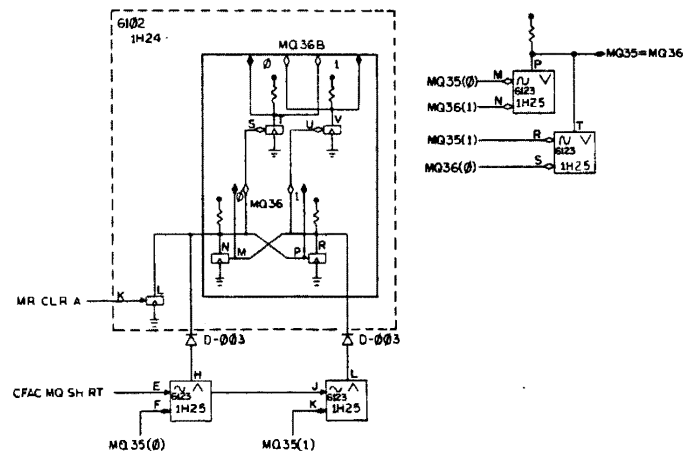 6102
1H24
MQ36B
Ø 1
S T U V
MQ36
Ø 1
N M P R
K L
MR CLR A
D-ØØ3 D-ØØ3
H L
CFAC MQ SH RT E J
6123 6123
F 1H25 K 1H25
MQ35(Ø) MQ35(1)
P MQ35=MQ36
MQ35(0) M
6123
MQ36(1) N 1H25
T
MQ35(1) R
6123
MQ36(Ø) S 1H25